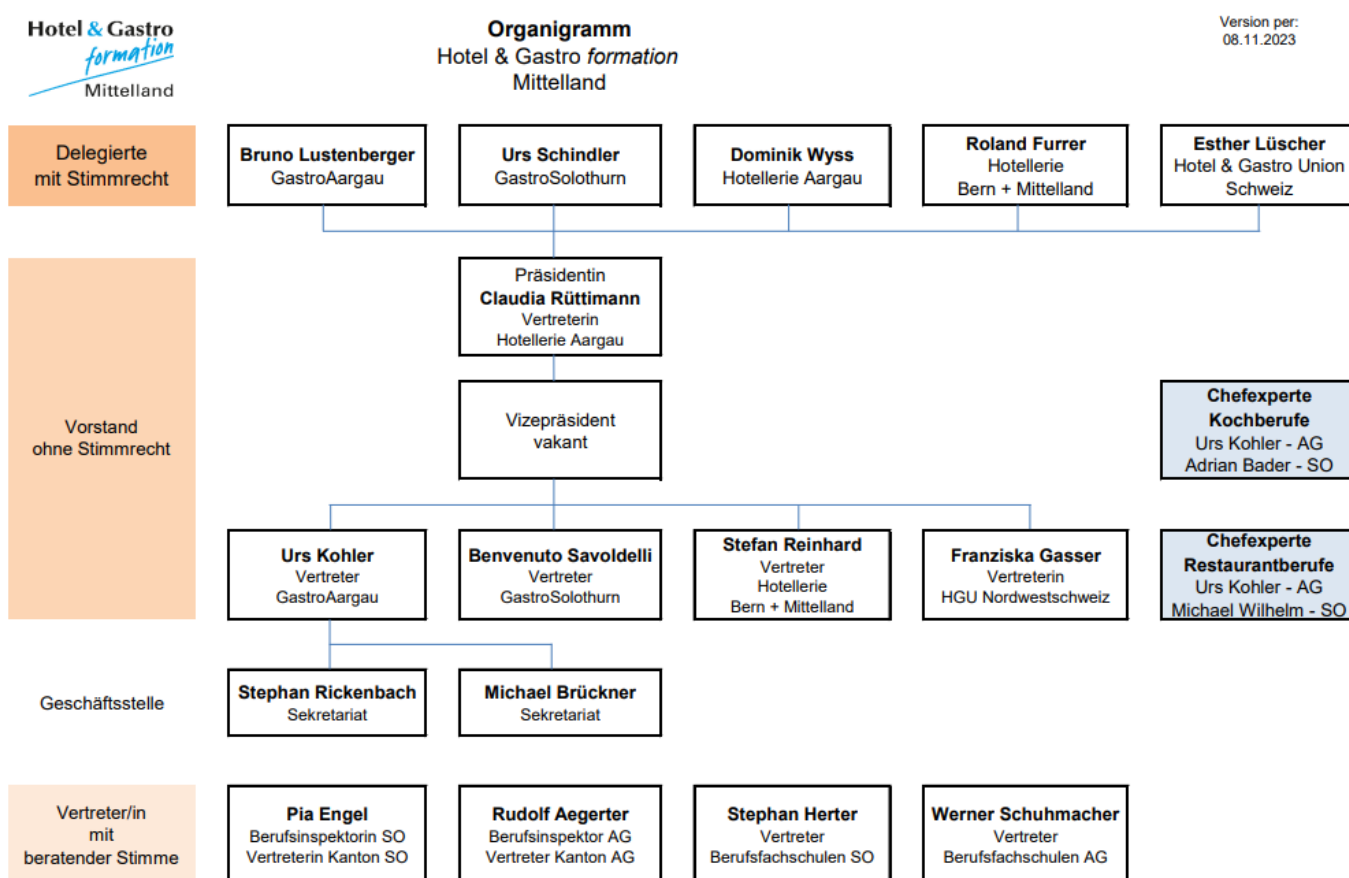 Hotel & Gastro
formation
Mittelland
Organigramm
Hotel & Gastro formation
Mittelland
Version per:
08.11.2023
Delegierte
mit Stimmrecht
Bruno Lustenberger
GastroAargau
Urs Schindler
GastroSolothurn
Dominik Wyss
Hotellerie Aargau
Roland Furrer
Hotellerie
Bern + Mittelland
Esther Lüscher
Hotel & Gastro Union
Schweiz
Präsidentin
Claudia Rüttimann
Vertreterin
Hotellerie Aargau
Vorstand
ohne Stimmrecht
Vizepräsident
vakant
Chefexperte
Kochberufe
Urs Kohler - AG
Adrian Bader - SO
Urs Kohler
Vertreter
GastroAargau
Benvenuto Savoldelli
Vertreter
GastroSolothurn
Stefan Reinhard
Vertreter
Hotellerie
Bern + Mittelland
Franziska Gasser
Vertreterin
HGU Nordwestschweiz
Chefexperte
Restaurantberufe
Urs Kohler - AG
Michael Wilhelm - SO
Geschäftsstelle
Stephan Rickenbach
Sekretariat
Michael Brückner
Sekretariat
Vertreter/in
mit
beratender Stimme
Pia Engel
Berufsinspektorin SO
Vertreterin Kanton SO
Rudolf Aegerter
Berufsinspektor AG
Vertreter Kanton AG
Stephan Herter
Vertreter
Berufsfachschulen SO
Werner Schuhmacher
Vertreter
Berufsfachschulen AG